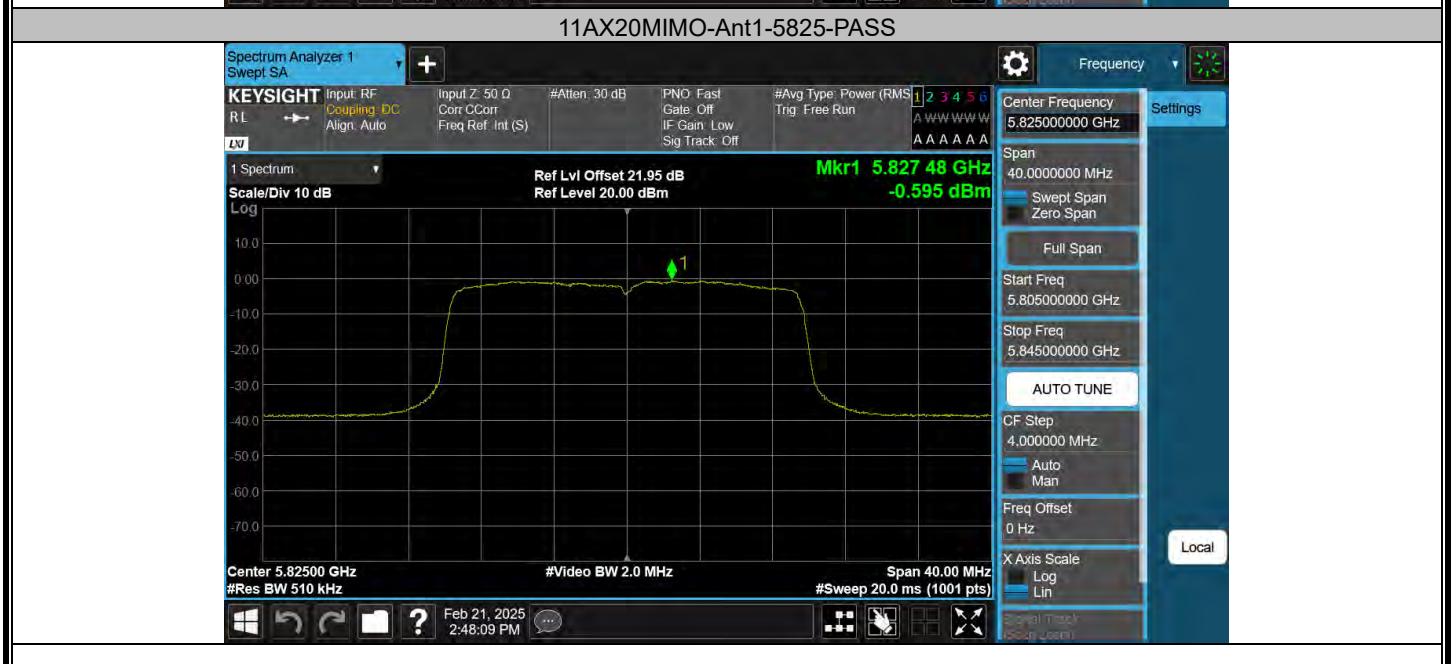 11AX20MIMO-Ant1-5825-PASS
Spectrum Analyzer 1
Swept SA
Frequency
KEYSIGHT
RL
LXI
Input: RF
Coupling: DC
Align: Auto
Input Z: 50 Ω
Corr CCorr
Freq Ref: Int (S)
#Atten: 30 dB
PNO: Fast
Gate: Off
IF Gain: Low
Sig Track: Off
#Avg Type: Power (RMS
Trig: Free Run
1 2 3 4 5 6
A W W W W W
A A A A A A
1 Spectrum
Scale/Div 10 dB
Log
Ref Lvl Offset 21.95 dB
Ref Level 20.00 dBm
Mkr1 5.827 48 GHz
-0.595 dBm
10.0
0.00
-10.0
-20.0
-30.0
-40.0
-50.0
-60.0
-70.0
1
Center 5.82500 GHz
#Res BW 510 kHz
#Video BW 2.0 MHz
Span 40.00 MHz
#Sweep 20.0 ms (1001 pts)
Center Frequency
5.825000000 GHz
Settings
Span
40.0000000 MHz
Swept Span
Zero Span
Full Span
Start Freq
5.805000000 GHz
Stop Freq
5.845000000 GHz
AUTO TUNE
CF Step
4.000000 MHz
Auto
Man
Freq Offset
0 Hz
X Axis Scale
Log
Lin
Local
Feb 21, 2025
2:48:09 PM